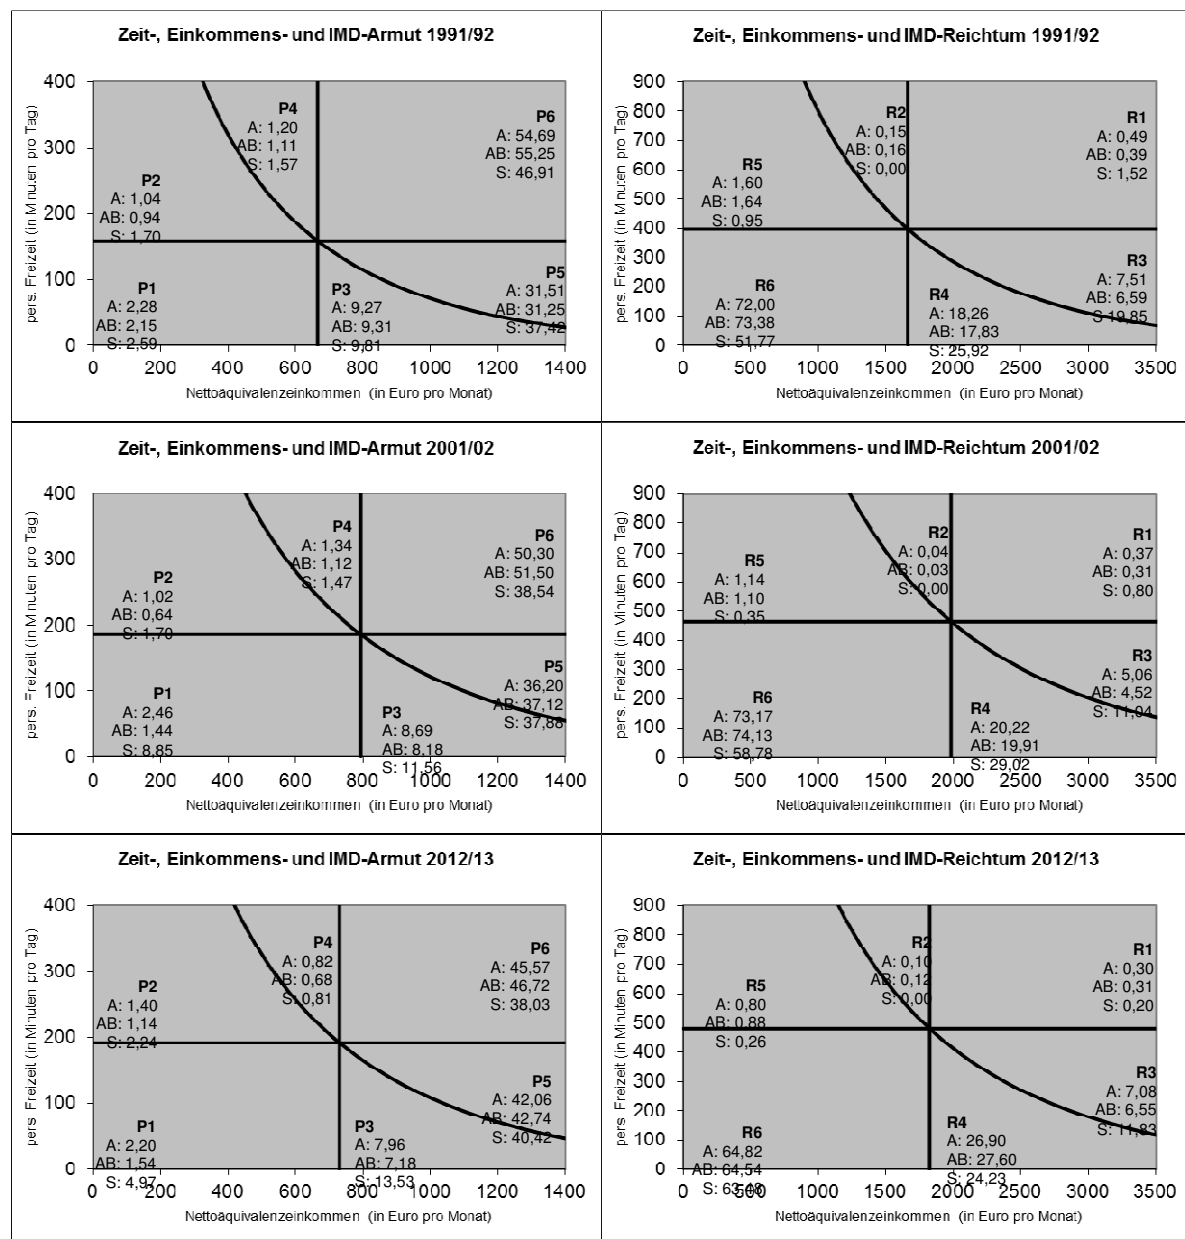 Zeit-, Einkommens- und IMD-Armut 1991/92
pers. Freizeit (in Minuten pro Tag)
400
300
200
100
0
P4
A: 1,20
AB: 1,11
S: 1,57
P6
A: 54,69
AB: 55,25
S: 46,91
P2
A: 1,04
AB: 0,94
S: 1,70
P1
A: 2,28
AB: 2,15
S: 2,59
P3
A: 9,27
AB: 9,31
S: 9,81
P5
A: 31,51
AB: 31,25
S: 37,42
0 200 400 600 800 1000 1200 1400
Nettoäquivalenzeinkommen (in Euro pro Monat)
Zeit-, Einkommens- und IMD-Reichtum 1991/92
pers. Freizeit (in Minuten pro Tag)
900
800
700
600
500
400
300
200
100
0
R2
A: 0,15
AB: 0,16
S: 0,00
R1
A: 0,49
AB: 0,39
S: 1,52
R5
A: 1,60
AB: 1,64
S: 0,95
R6
A: 72,00
AB: 73,38
S: 51,77
R4
A: 18,26
AB: 17,83
S: 25,92
R3
A: 7,51
AB: 6,59
S: 19,85
0 500 1000 1500 2000 2500 3000 3500
Nettoäquivalenzeinkommen (in Euro pro Monat)
Zeit-, Einkommens- und IMD-Armut 2001/02
pers. Freizeit (in Minuten pro Tag)
400
300
200
100
0
P4
A: 1,34
AB: 1,12
S: 1,47
P6
A: 50,30
AB: 51,50
S: 38,54
P2
A: 1,02
AB: 0,64
S: 1,70
P1
A: 2,46
AB: 1,44
S: 8,85
P3
A: 8,69
AB: 8,18
S: 11,56
P5
A: 36,20
AB: 37,12
S: 37,88
0 200 400 600 800 1000 1200 1400
Nettoäquivalenzeinkommen (in Euro pro Monat)
Zeit-, Einkommens- und IMD-Reichtum 2001/02
pers. Freizeit (in Minuten pro Tag)
900
800
700
600
500
400
300
200
100
0
R2
A: 0,04
AB: 0,03
S: 0,00
R1
A: 0,37
AB: 0,31
S: 0,80
R5
A: 1,14
AB: 1,10
S: 0,35
R6
A: 73,17
AB: 74,13
S: 58,78
R4
A: 20,22
AB: 19,91
S: 29,02
R3
A: 5,06
AB: 4,52
S: 11,04
0 500 1000 1500 2000 2500 3000 3500
Nettoäquivalenzeinkommen (in Euro pro Monat)
Zeit-, Einkommens- und IMD-Armut 2012/13
pers. Freizeit (in Minuten pro Tag)
400
300
200
100
0
P4
A: 0,82
AB: 0,68
S: 0,81
P6
A: 45,57
AB: 46,72
S: 38,03
P2
A: 1,40
AB: 1,14
S: 2,24
P1
A: 2,20
AB: 1,54
S: 4,97
P3
A: 7,96
AB: 7,18
S: 13,53
P5
A: 42,06
AB: 42,74
S: 40,42
0 200 400 600 800 1000 1200 1400
Nettoäquivalenzeinkommen (in Euro pro Monat)
Zeit-, Einkommens- und IMD-Reichtum 2012/13
pers. Freizeit (in Minuten pro Tag)
900
800
700
600
500
400
300
200
100
0
R2
A: 0,10
AB: 0,12
S: 0,00
R1
A: 0,30
AB: 0,31
S: 0,20
R5
A: 0,80
AB: 0,88
S: 0,26
R6
A: 64,82
AB: 64,54
S: 63,48
R4
A: 26,90
AB: 27,60
S: 24,23
R3
A: 7,08
AB: 6,55
S: 11,83
0 500 1000 1500 2000 2500 3000 3500
Nettoäquivalenzeinkommen (in Euro pro Monat)